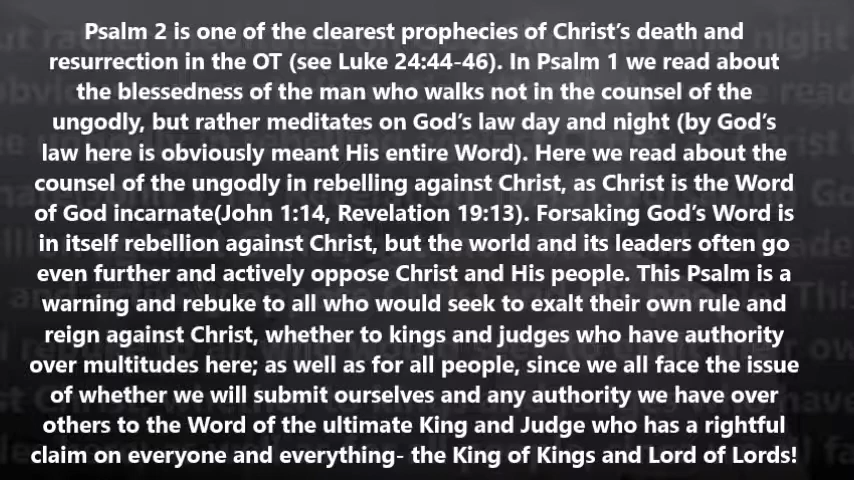 Psalm 2 is one of the clearest prophecies of Christ's death and
resurrection in the OT (see Luke 24:44-46). In Psalm 1 we read about
the blessedness of the man who walks not in the counsel of the
ungodly, but rather meditates on God's law day and night (by God's
law here is obviously meant His entire Word). Here we read about the
counsel of the ungodly in rebelling against Christ, as Christ is the Word
of God incarnate(John 1:14, Revelation 19:13). Forsaking God's Word is
in itself rebellion against Christ, but the world and its leaders often go
even further and actively oppose Christ and His people. This Psalm is a
warning and rebuke to all who would seek to exalt their own rule and
reign against Christ, whether to kings and judges who have authority
over multitudes here; as well as for all people, since we all face the issue
of whether we will submit ourselves and any authority we have over
others to the Word of the ultimate King and Judge who has a rightful
claim on everyone and everything- the King of Kings and Lord of Lords!